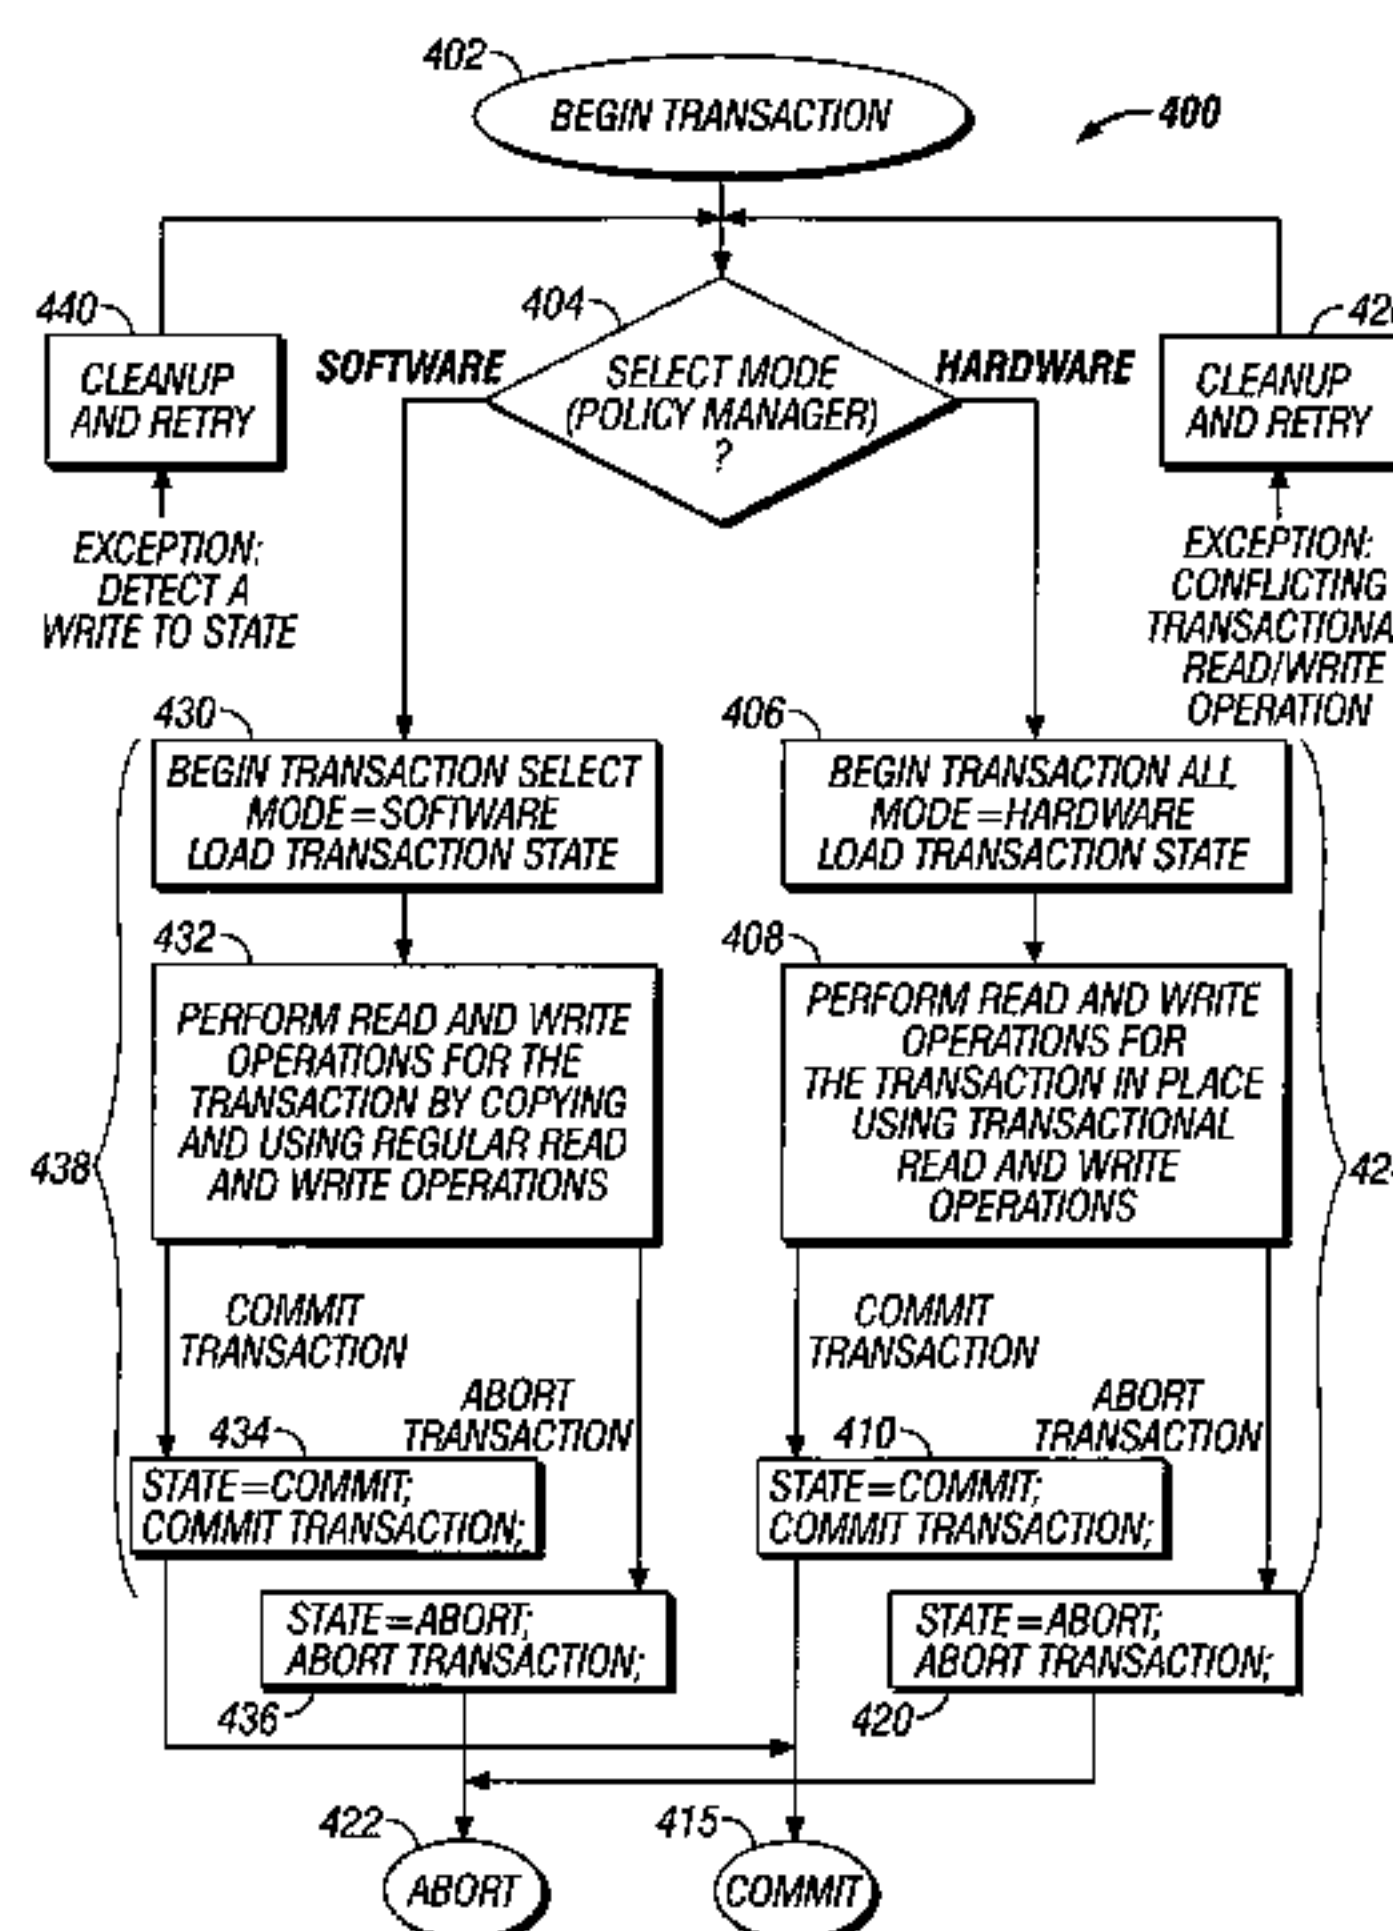 402
BEGIN TRANSACTION
400
440
CLEANUP
AND RETRY
404
SOFTWARE
SELECT MODE
(POLICY MANAGER)
?
HARDWARE
CLEANUP
AND RETRY
EXCEPTION:
DETECT A
WRITE TO STATE
EXCEPTION:
CONFLICTING
TRANSACTIONA
READ/WRITE
OPERATION
430
BEGIN TRANSACTION SELECT
MODE=SOFTWARE
LOAD TRANSACTION STATE
406
BEGIN TRANSACTION ALL
MODE=HARDWARE
LOAD TRANSACTION STATE
432
PERFORM READ AND WRITE
OPERATIONS FOR THE
TRANSACTION BY COPYING
AND USING REGULAR READ
AND WRITE OPERATIONS
408
PERFORM READ AND WRITE
OPERATIONS FOR
THE TRANSACTION IN PLACE
USING TRANSACTIONAL
READ AND WRITE
OPERATIONS
438
COMMIT
TRANSACTION
ABORT
TRANSACTION
COMMIT
TRANSACTION
ABORT
TRANSACTION
434
STATE=COMMIT;
COMMIT TRANSACTION;
410
STATE=COMMIT;
COMMIT TRANSACTION;
STATE=ABORT;
ABORT TRANSACTION;
436
STATE=ABORT;
ABORT TRANSACTION;
420
422
ABORT
415
COMMIT